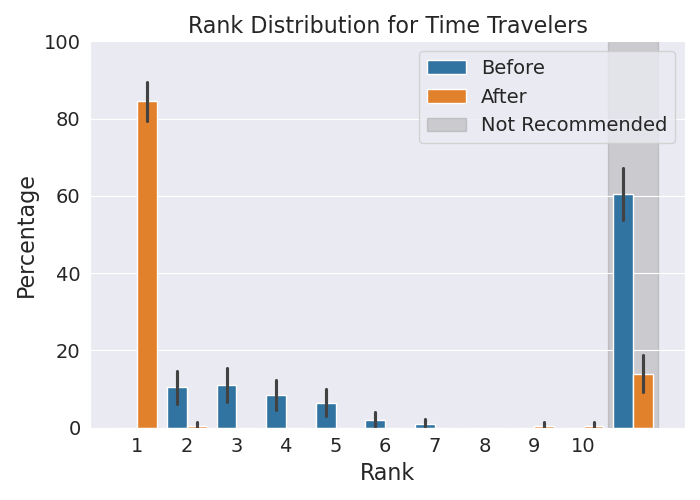 Rank Distribution for Time Travelers
100
80
60
40
20
0
Percentage
Before
After
Not Recommended
1 2 3 4 5 6 7 8 9 10
Rank